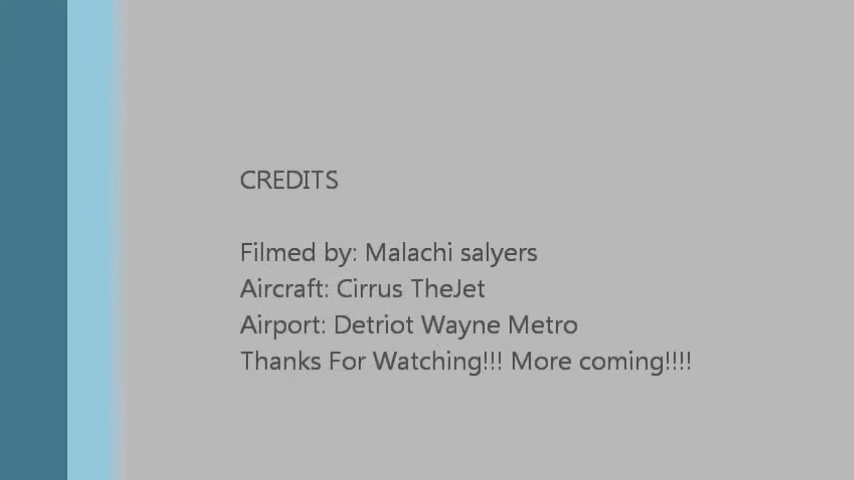 CREDITS
Filmed by: Malachi salyers
Aircraft: Cirrus TheJet
Airport: Detriot Wayne Metro
Thanks For Watching!!! More coming!!!!